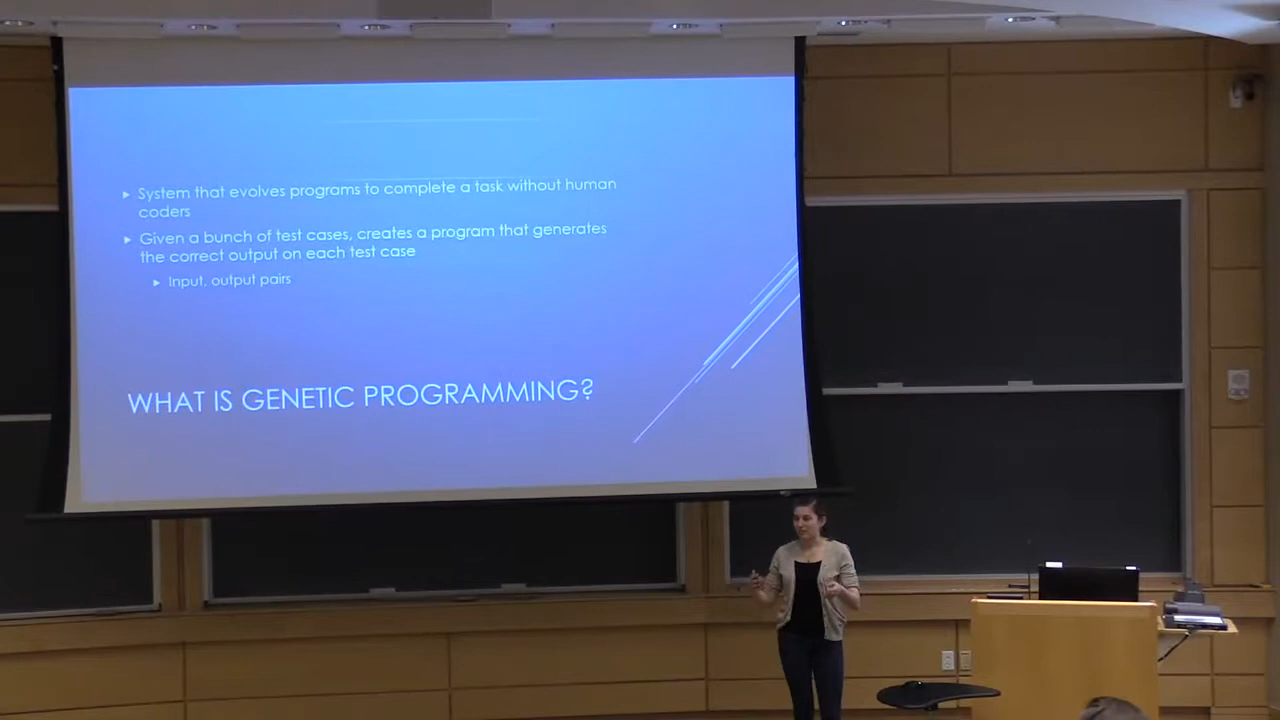 System that evolves programs to complete a task without human
coders
Given a bunch of test cases, creates a program that generates
the correct output on each test case
Input, output pairs
WHAT IS GENETIC PROGRAMMING?